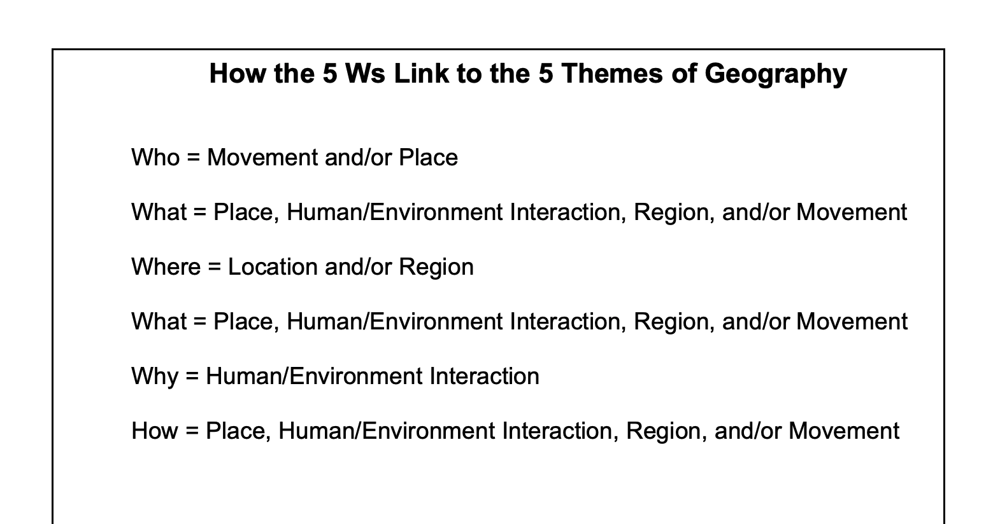 How the 5 Ws Link to the 5 Themes of Geography
Who = Movement and/or Place
What = Place, Human/Environment Interaction, Region, and/or Movement
Where = Location and/or Region
What = Place, Human/Environment Interaction, Region, and/or Movement
Why = Human/Environment Interaction
How = Place, Human/Environment Interaction, Region, and/or Movement